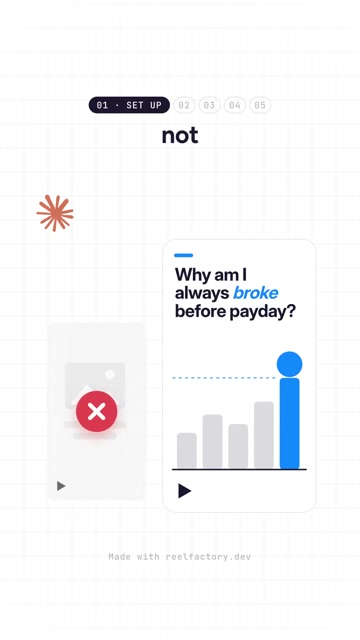 01 · SET UP 02 03 04 05
not
Why am I
always broke
before payday?
Made with reelfactory.dev